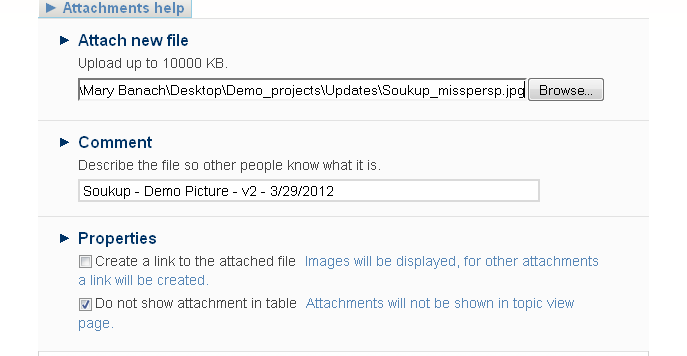 Attachments help
Attach new file
Upload up to 10000 KB.
\Mary Banach\Desktop\Demo_projects\Updates\Soukup_misspersp.jpg Browse...
Comment
Describe the file so other people know what it is.
Soukup - Demo Picture - v2 - 3/29/2012
Properties
Create a link to the attached file Images will be displayed, for other attachments
a link will be created.
Do not show attachment in table Attachments will not be shown in topic view
page.